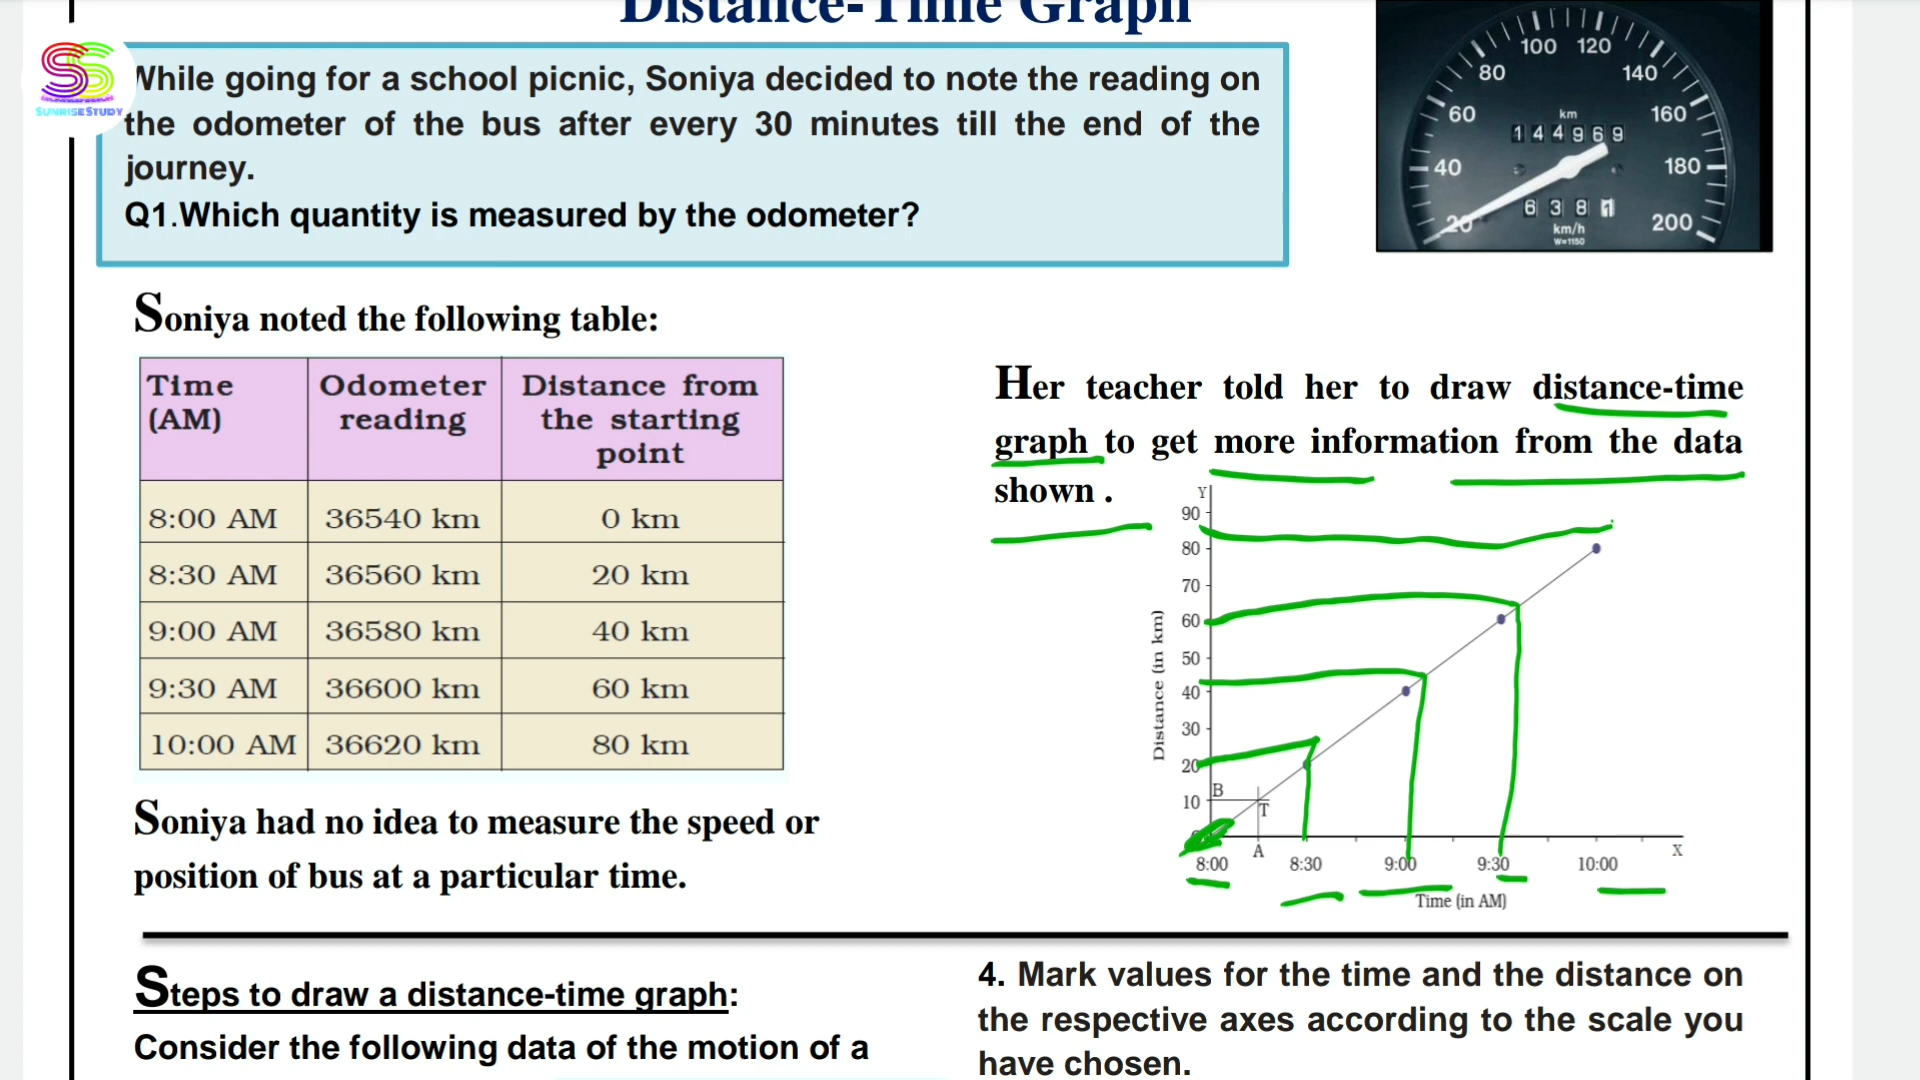 Distance-Time Graph
SUNRISE STUDY
While going for a school picnic, Soniya decided to note the reading on
the odometer of the bus after every 30 minutes till the end of the
journey.
Q1.Which quantity is measured by the odometer?
100 120
80 140
60 km 160
144969
40 180
6381
20 km/h 200
W=1150
Soniya noted the following table:
Time (AM) Odometer reading Distance from the starting point
8:00 AM 36540 km 0 km
8:30 AM 36560 km 20 km
9:00 AM 36580 km 40 km
9:30 AM 36600 km 60 km
10:00 AM 36620 km 80 km
Soniya had no idea to measure the speed or
position of bus at a particular time.
Her teacher told her to draw distance-time
graph to get more information from the data
shown .
Y
90
80
70
60
50
40
30
20
10
Distance (in km)
B
T
A
X
8:00 8:30 9:00 9:30 10:00
Time (in AM)
Steps to draw a distance-time graph:
Consider the following data of the motion of a
4. Mark values for the time and the distance on
the respective axes according to the scale you
have chosen.